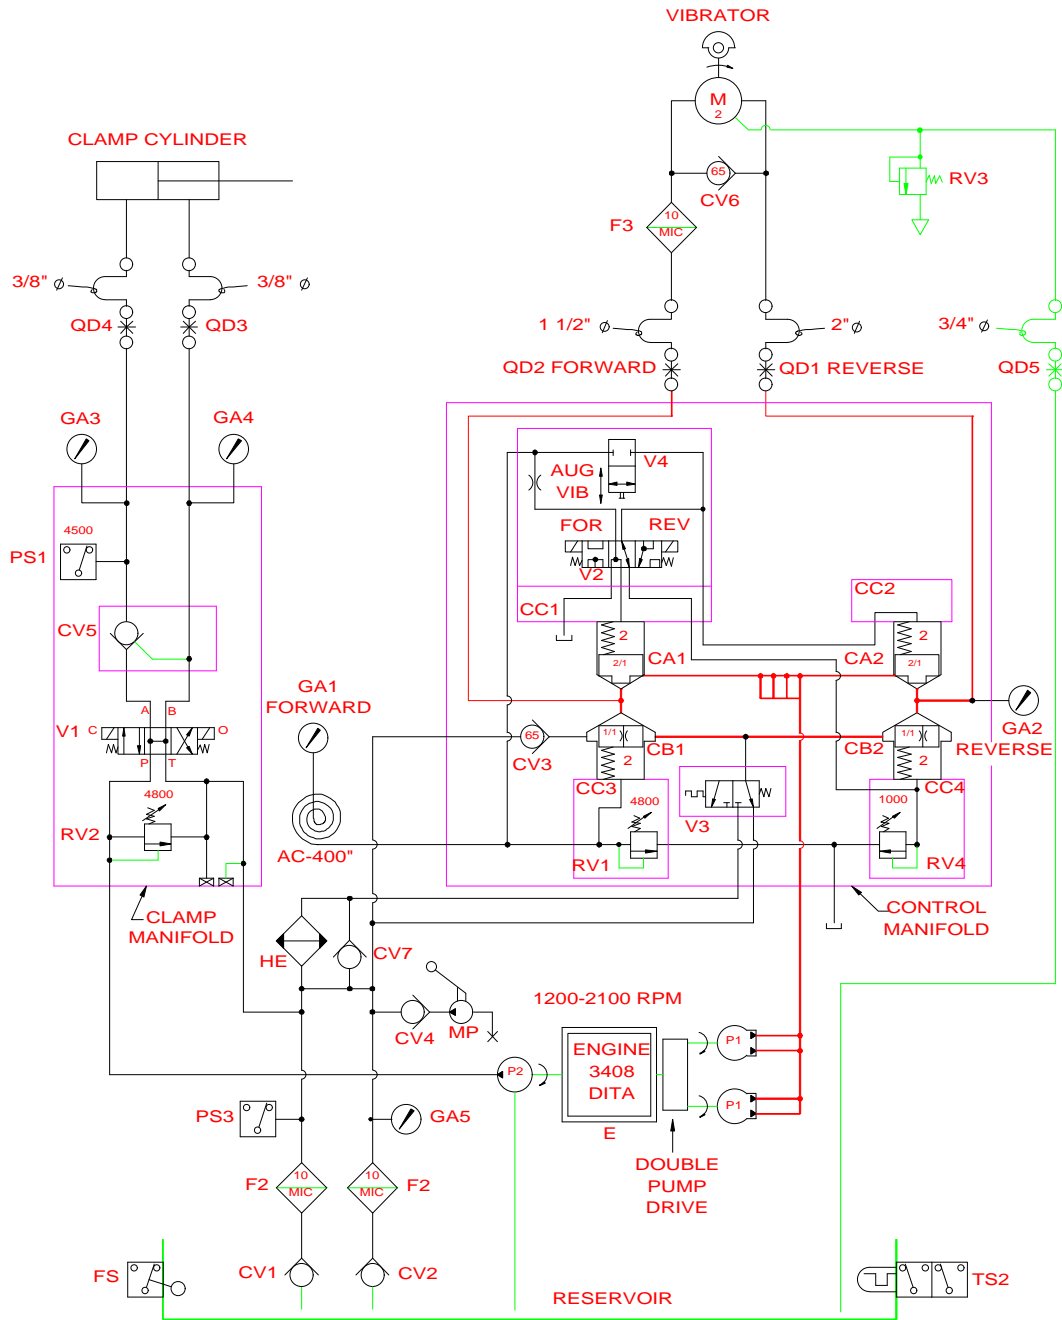 VIBRATOR
M
2
CLAMP CYLINDER
65
CV6
RV3
F3
10
MIC
3/8" Ø
3/8" Ø
1 1/2" Ø
2" Ø
3/4" Ø
QD4
QD3
QD2 FORWARD
QD1 REVERSE
QD5
GA3
GA4
V4
AUG
VIB
FOR
REV
4500
PS1
V2
CC1
CC2
CV5
2
2
2/1
2/1
CA1
CA2
GA1
FORWARD
A
B
V1
C
O
P
T
65
CV3
1/1
1/1
CB1
CB2
GA2
REVERSE
2
2
CC3
CC4
4800
RV2
4800
V3
1000
AC-400"
RV1
RV4
CLAMP
MANIFOLD
CONTROL
MANIFOLD
HE
CV7
1200-2100 RPM
CV4
MP
P2
ENGINE
3408
DITA
E
P1
P1
PS3
GA5
DOUBLE
PUMP
DRIVE
F2
10
MIC
10
MIC
F2
FS
CV1
CV2
TS2
RESERVOIR